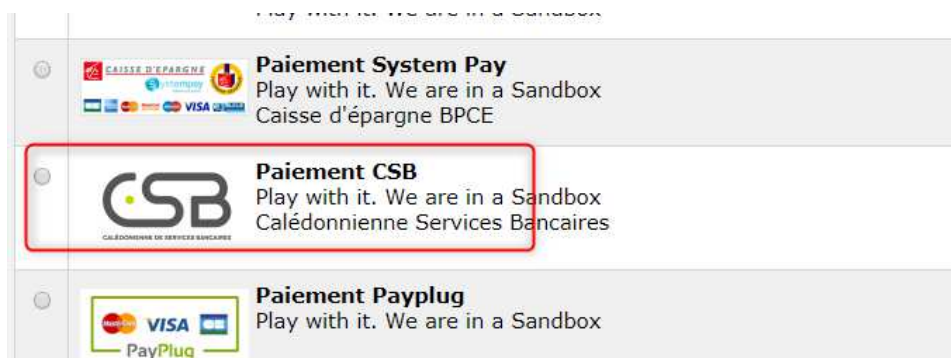 Play with it. We are in a Sandbox
CAISSE D'EPARGNE
Systempay
VISA
Paiement System Pay
Play with it. We are in a Sandbox
Caisse d'épargne BPCE
CSB
CALÉDONIENNE DE SERVICES BANCAIRES
Paiement CSB
Play with it. We are in a Sandbox
Calédonnienne Services Bancaires
MasterCard
VISA
CB
PayPlug
Paiement Payplug
Play with it. We are in a Sandbox